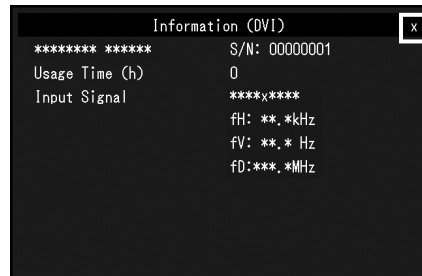 Information (DVI)
x
******** ****** S/N: 00000001
Usage Time (h) 0
Input Signal ****x****
fH: **.*kHz
fV: **.* Hz
fD:***.*MHz